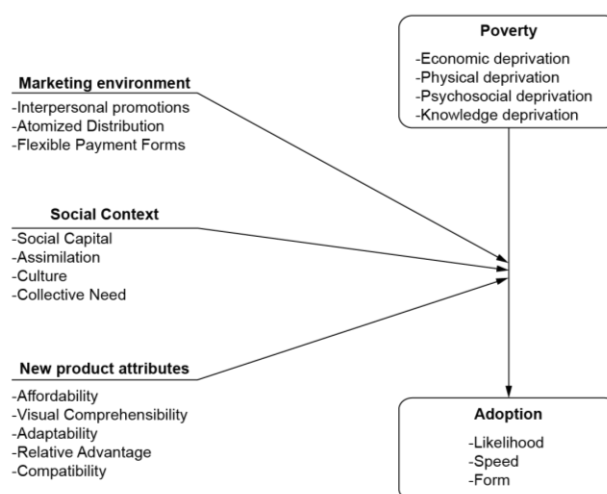 Poverty
-Economic deprivation
-Physical deprivation
-Psychosocial deprivation
-Knowledge deprivation
Marketing environment
-Interpersonal promotions
-Atomized Distribution
-Flexible Payment Forms
Social Context
-Social Capital
-Assimilation
-Culture
-Collective Need
New product attributes
-Affordability
-Visual Comprehensibility
-Adaptability
-Relative Advantage
-Compatibility
Adoption
-Likelihood
-Speed
-Form